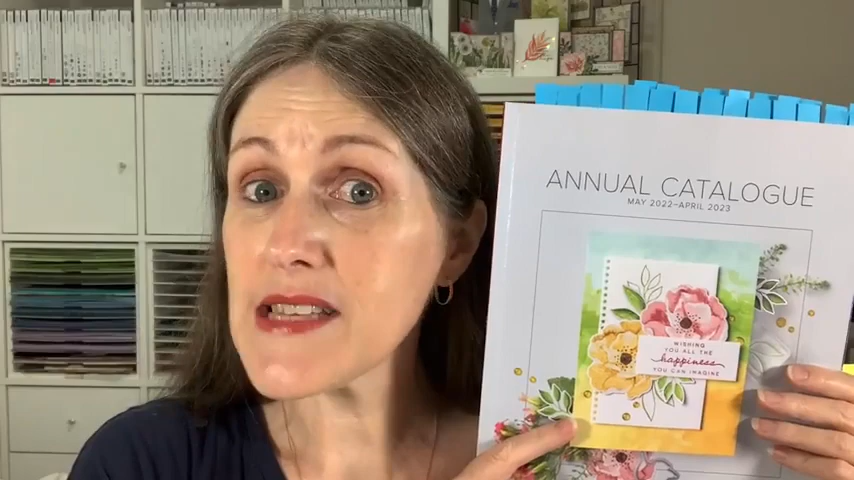 ANNUAL CATALOGUE
MAY 2022–APRIL 2023
WISHING
YOU ALL THE
happiness
YOU CAN IMAGINE